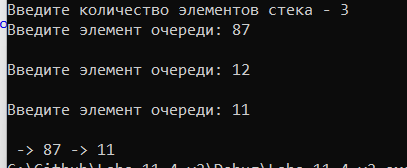 Введите количество элементов стека - 3
Введите элемент очереди: 87
Введите элемент очереди: 12
Введите элемент очереди: 11
-> 87 -> 11